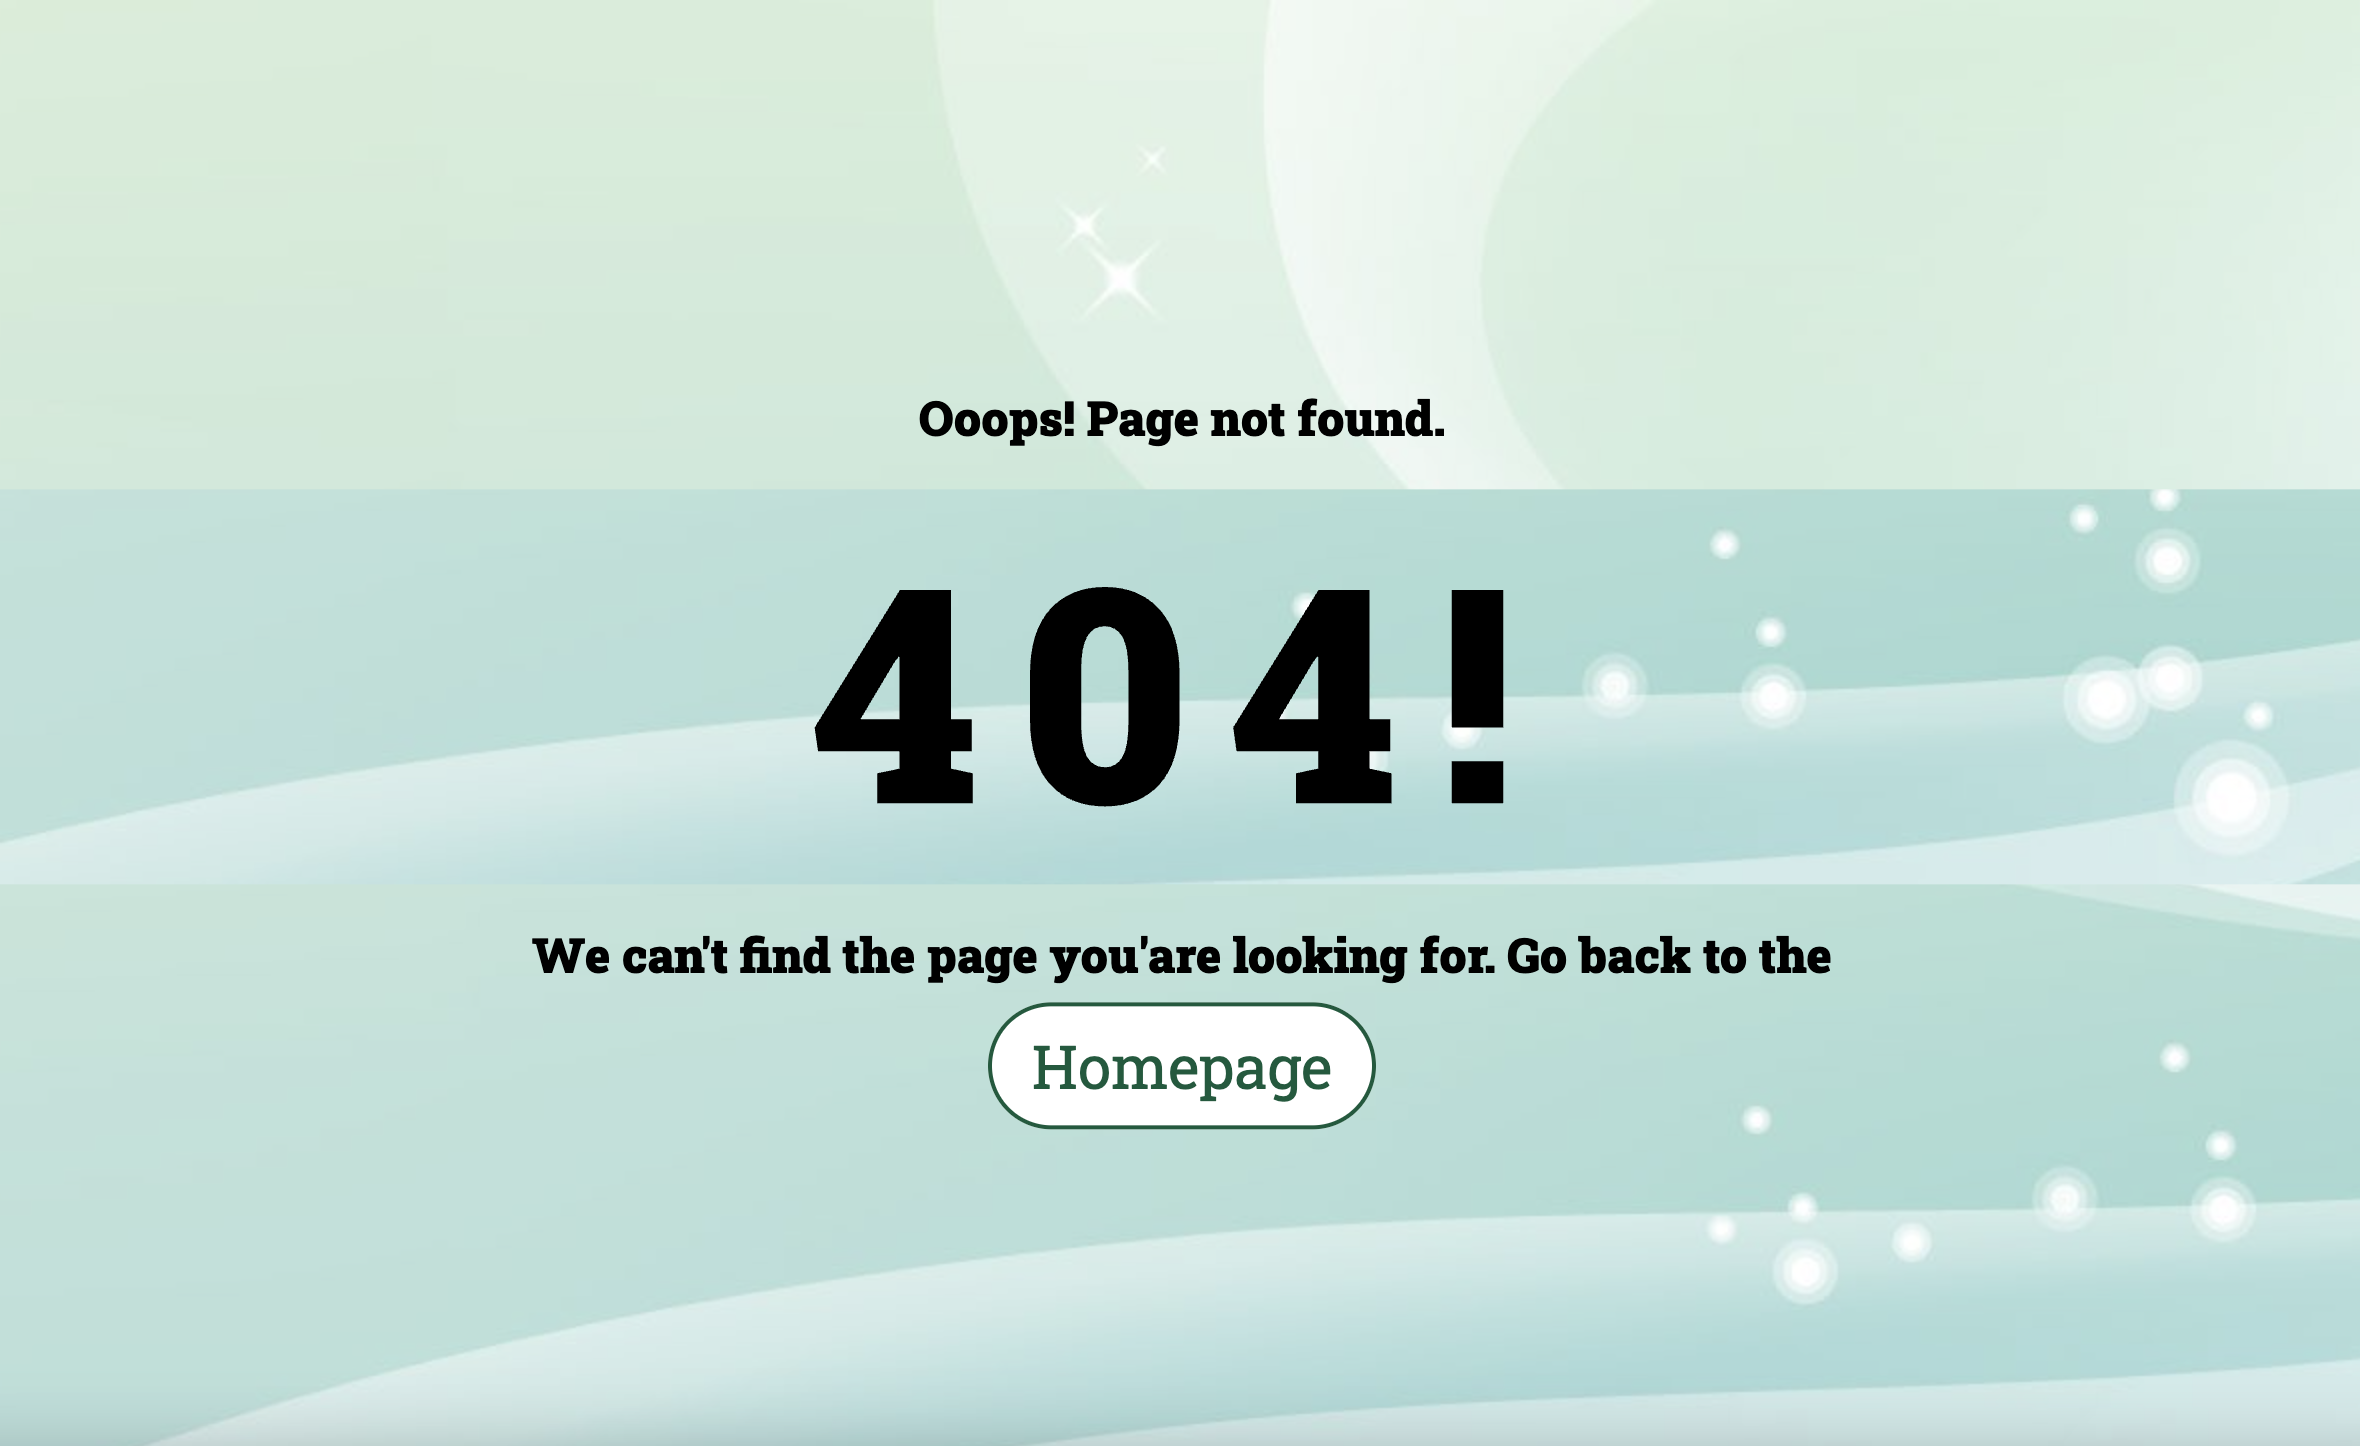 Ooops! Page not found.
404!
We can't find the page you'are looking for. Go back to the
Homepage